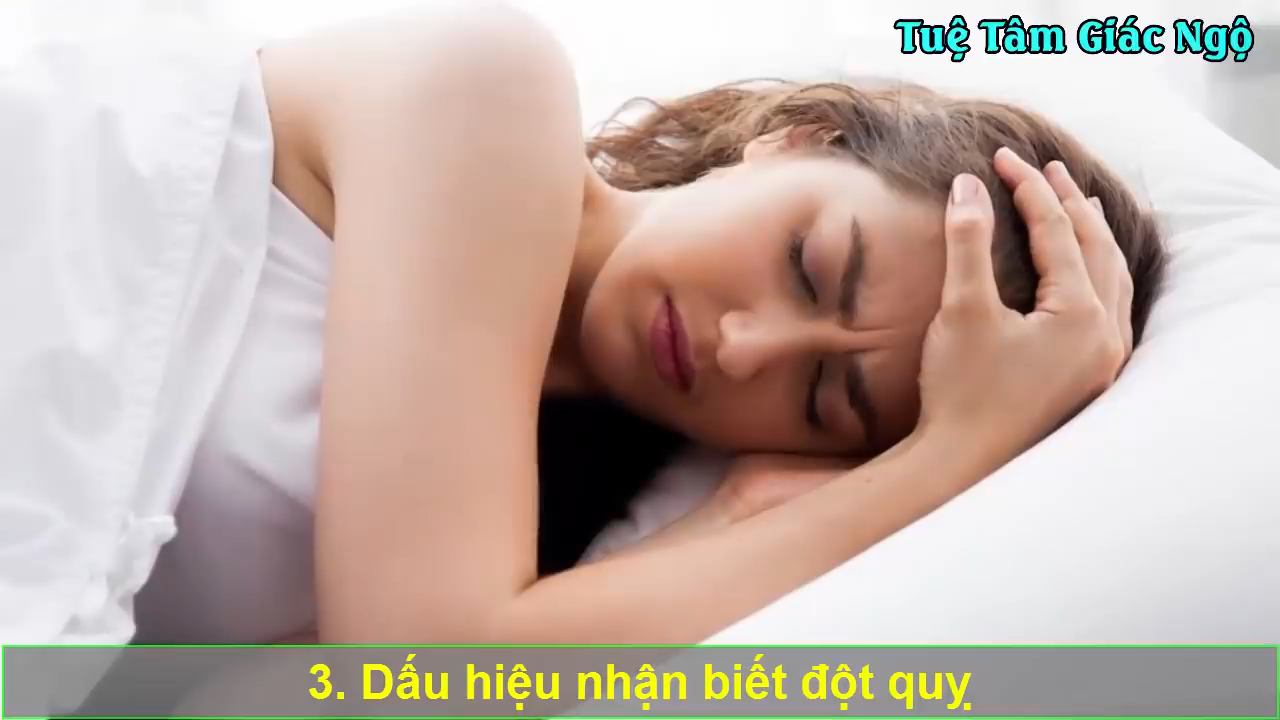 Tuệ Tâm Giác Ngộ
3. Dấu hiệu nhận biết đột quỵ